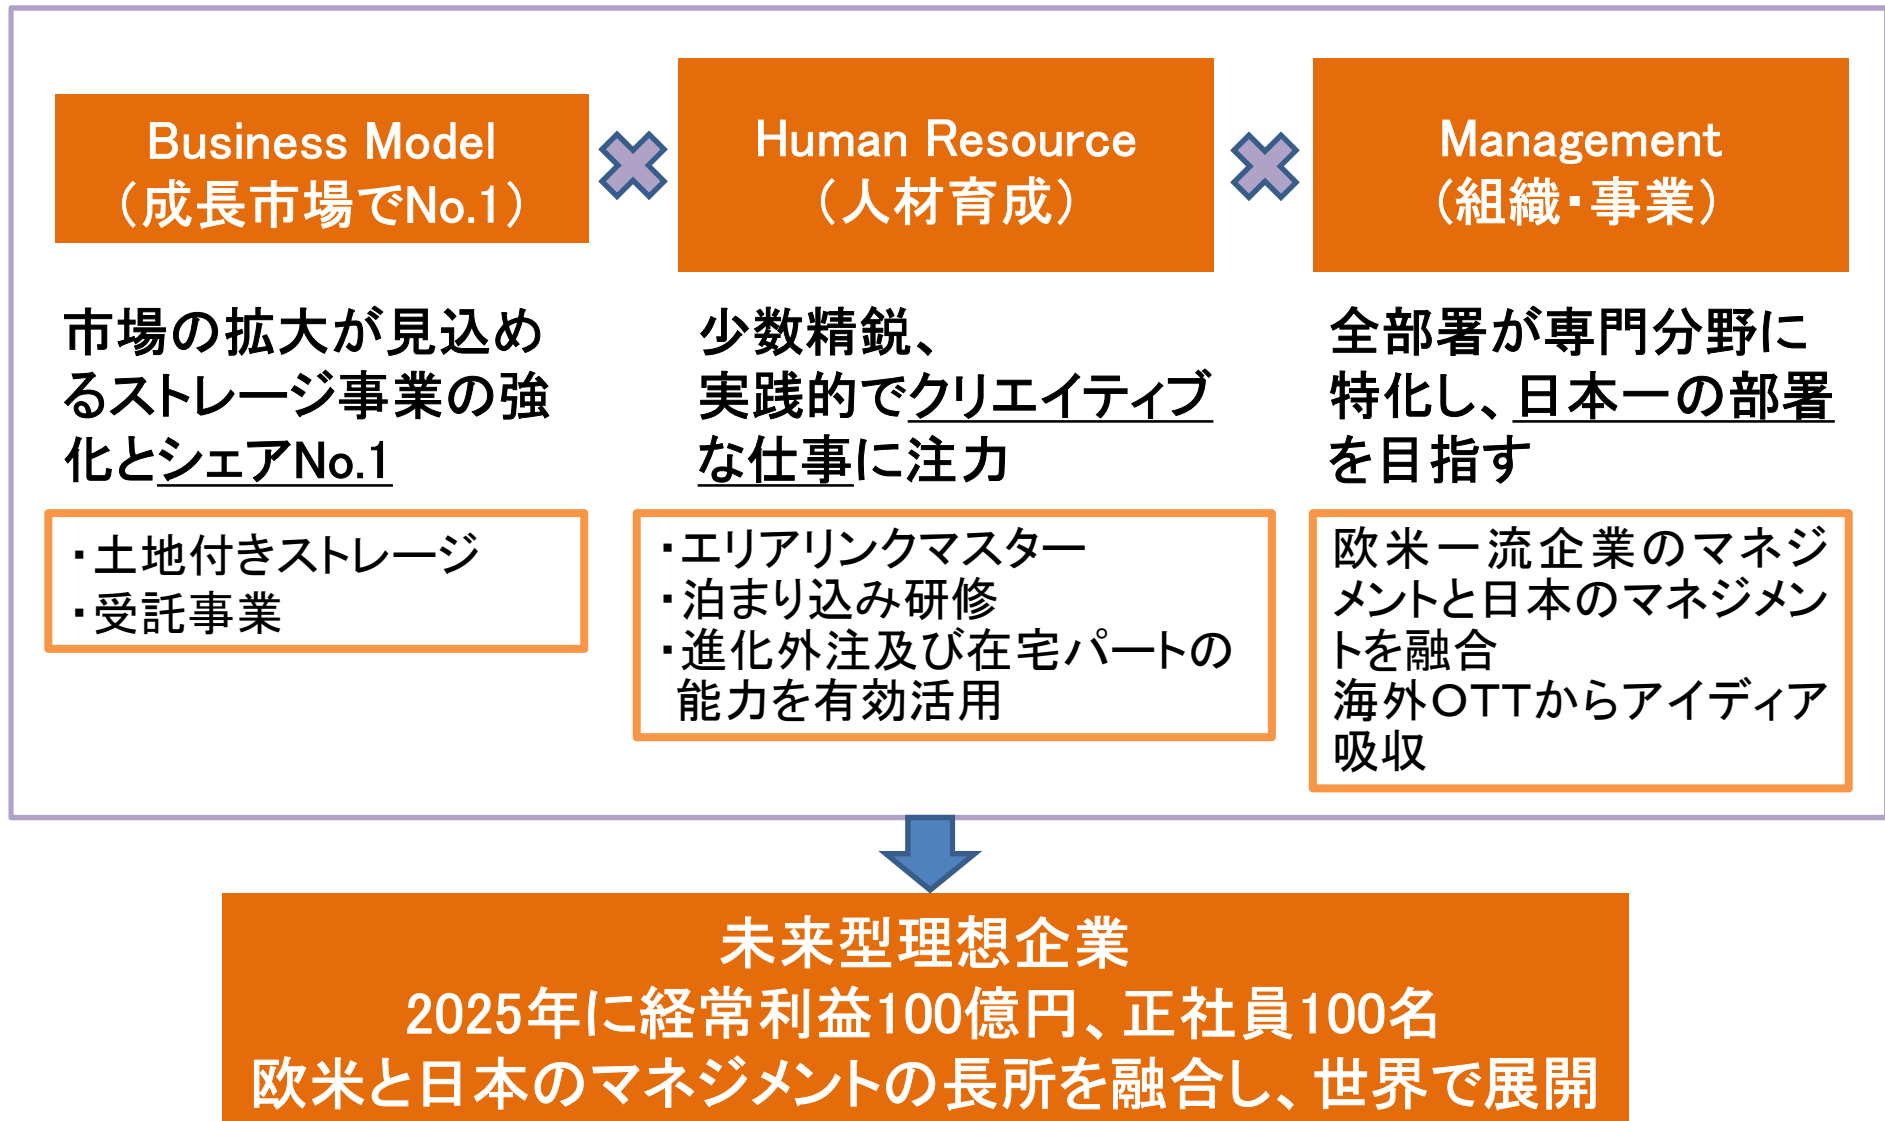 Business Model
（成長市場でNo.1）
Human Resource
（人材育成）
Management
（組織・事業）
市場の拡大が見込め
るストレージ事業の強
化とシェアNo.1
少数精鋭、
実践的でクリエイティブ
な仕事に注力
全部署が専門分野に
特化し、日本一の部署
を目指す
・土地付きストレージ
・受託事業
・エリアリンクマスター
・泊まり込み研修
・進化外注及び在宅パートの
能力を有効活用
欧米一流企業のマネジ
メントと日本のマネジメン
トを融合
海外OTTからアイディア
吸収
未来型理想企業
2025年に経常利益100億円、正社員100名
欧米と日本のマネジメントの長所を融合し、世界で展開